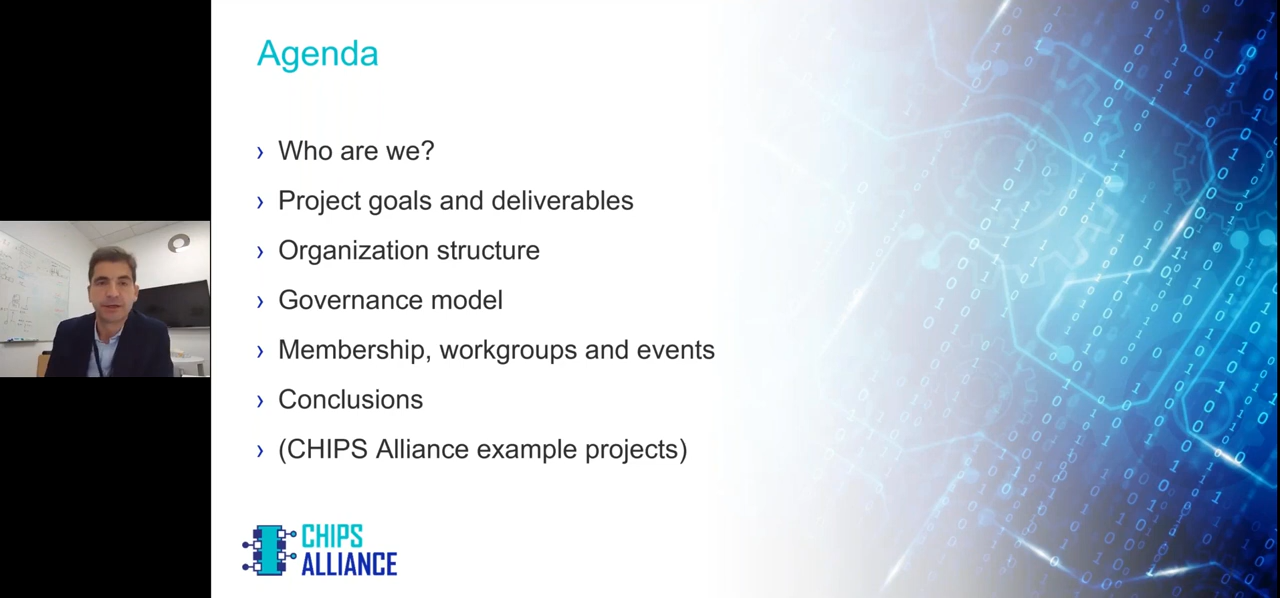 Agenda
› Who are we?
› Project goals and deliverables
› Organization structure
› Governance model
› Membership, workgroups and events
› Conclusions
› (CHIPS Alliance example projects)
CHIPS
ALLIANCE